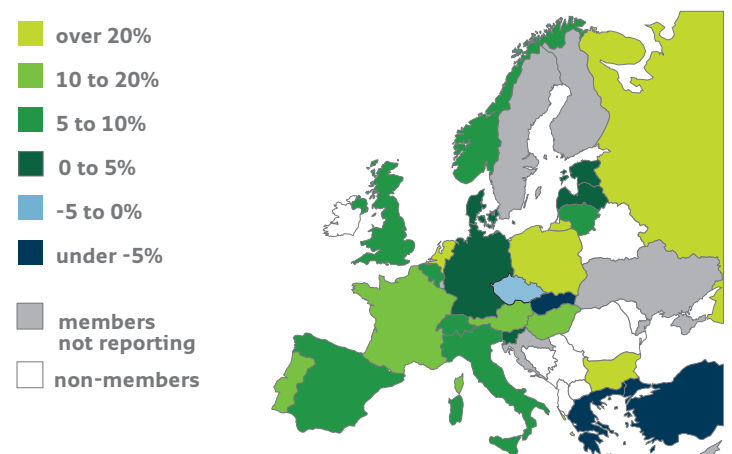 over 20%
10 to 20%
5 to 10%
0 to 5%
-5 to 0%
under -5%
members
not reporting
non-members